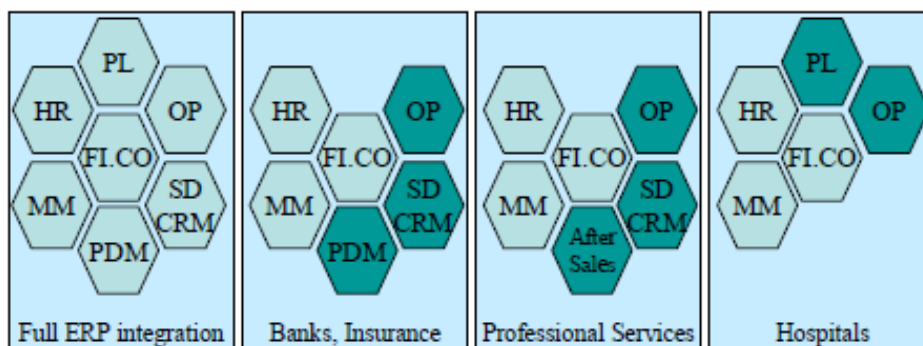 PL
HR
OP
FI.CO
MM
SD
CRM
PDM
Full ERP integration
HR
OP
FI.CO
MM
SD
CRM
PDM
Banks, Insurance
HR
OP
FI.CO
MM
SD
CRM
After
Sales
Professional Services
PL
HR
OP
FI.CO
MM
Hospitals